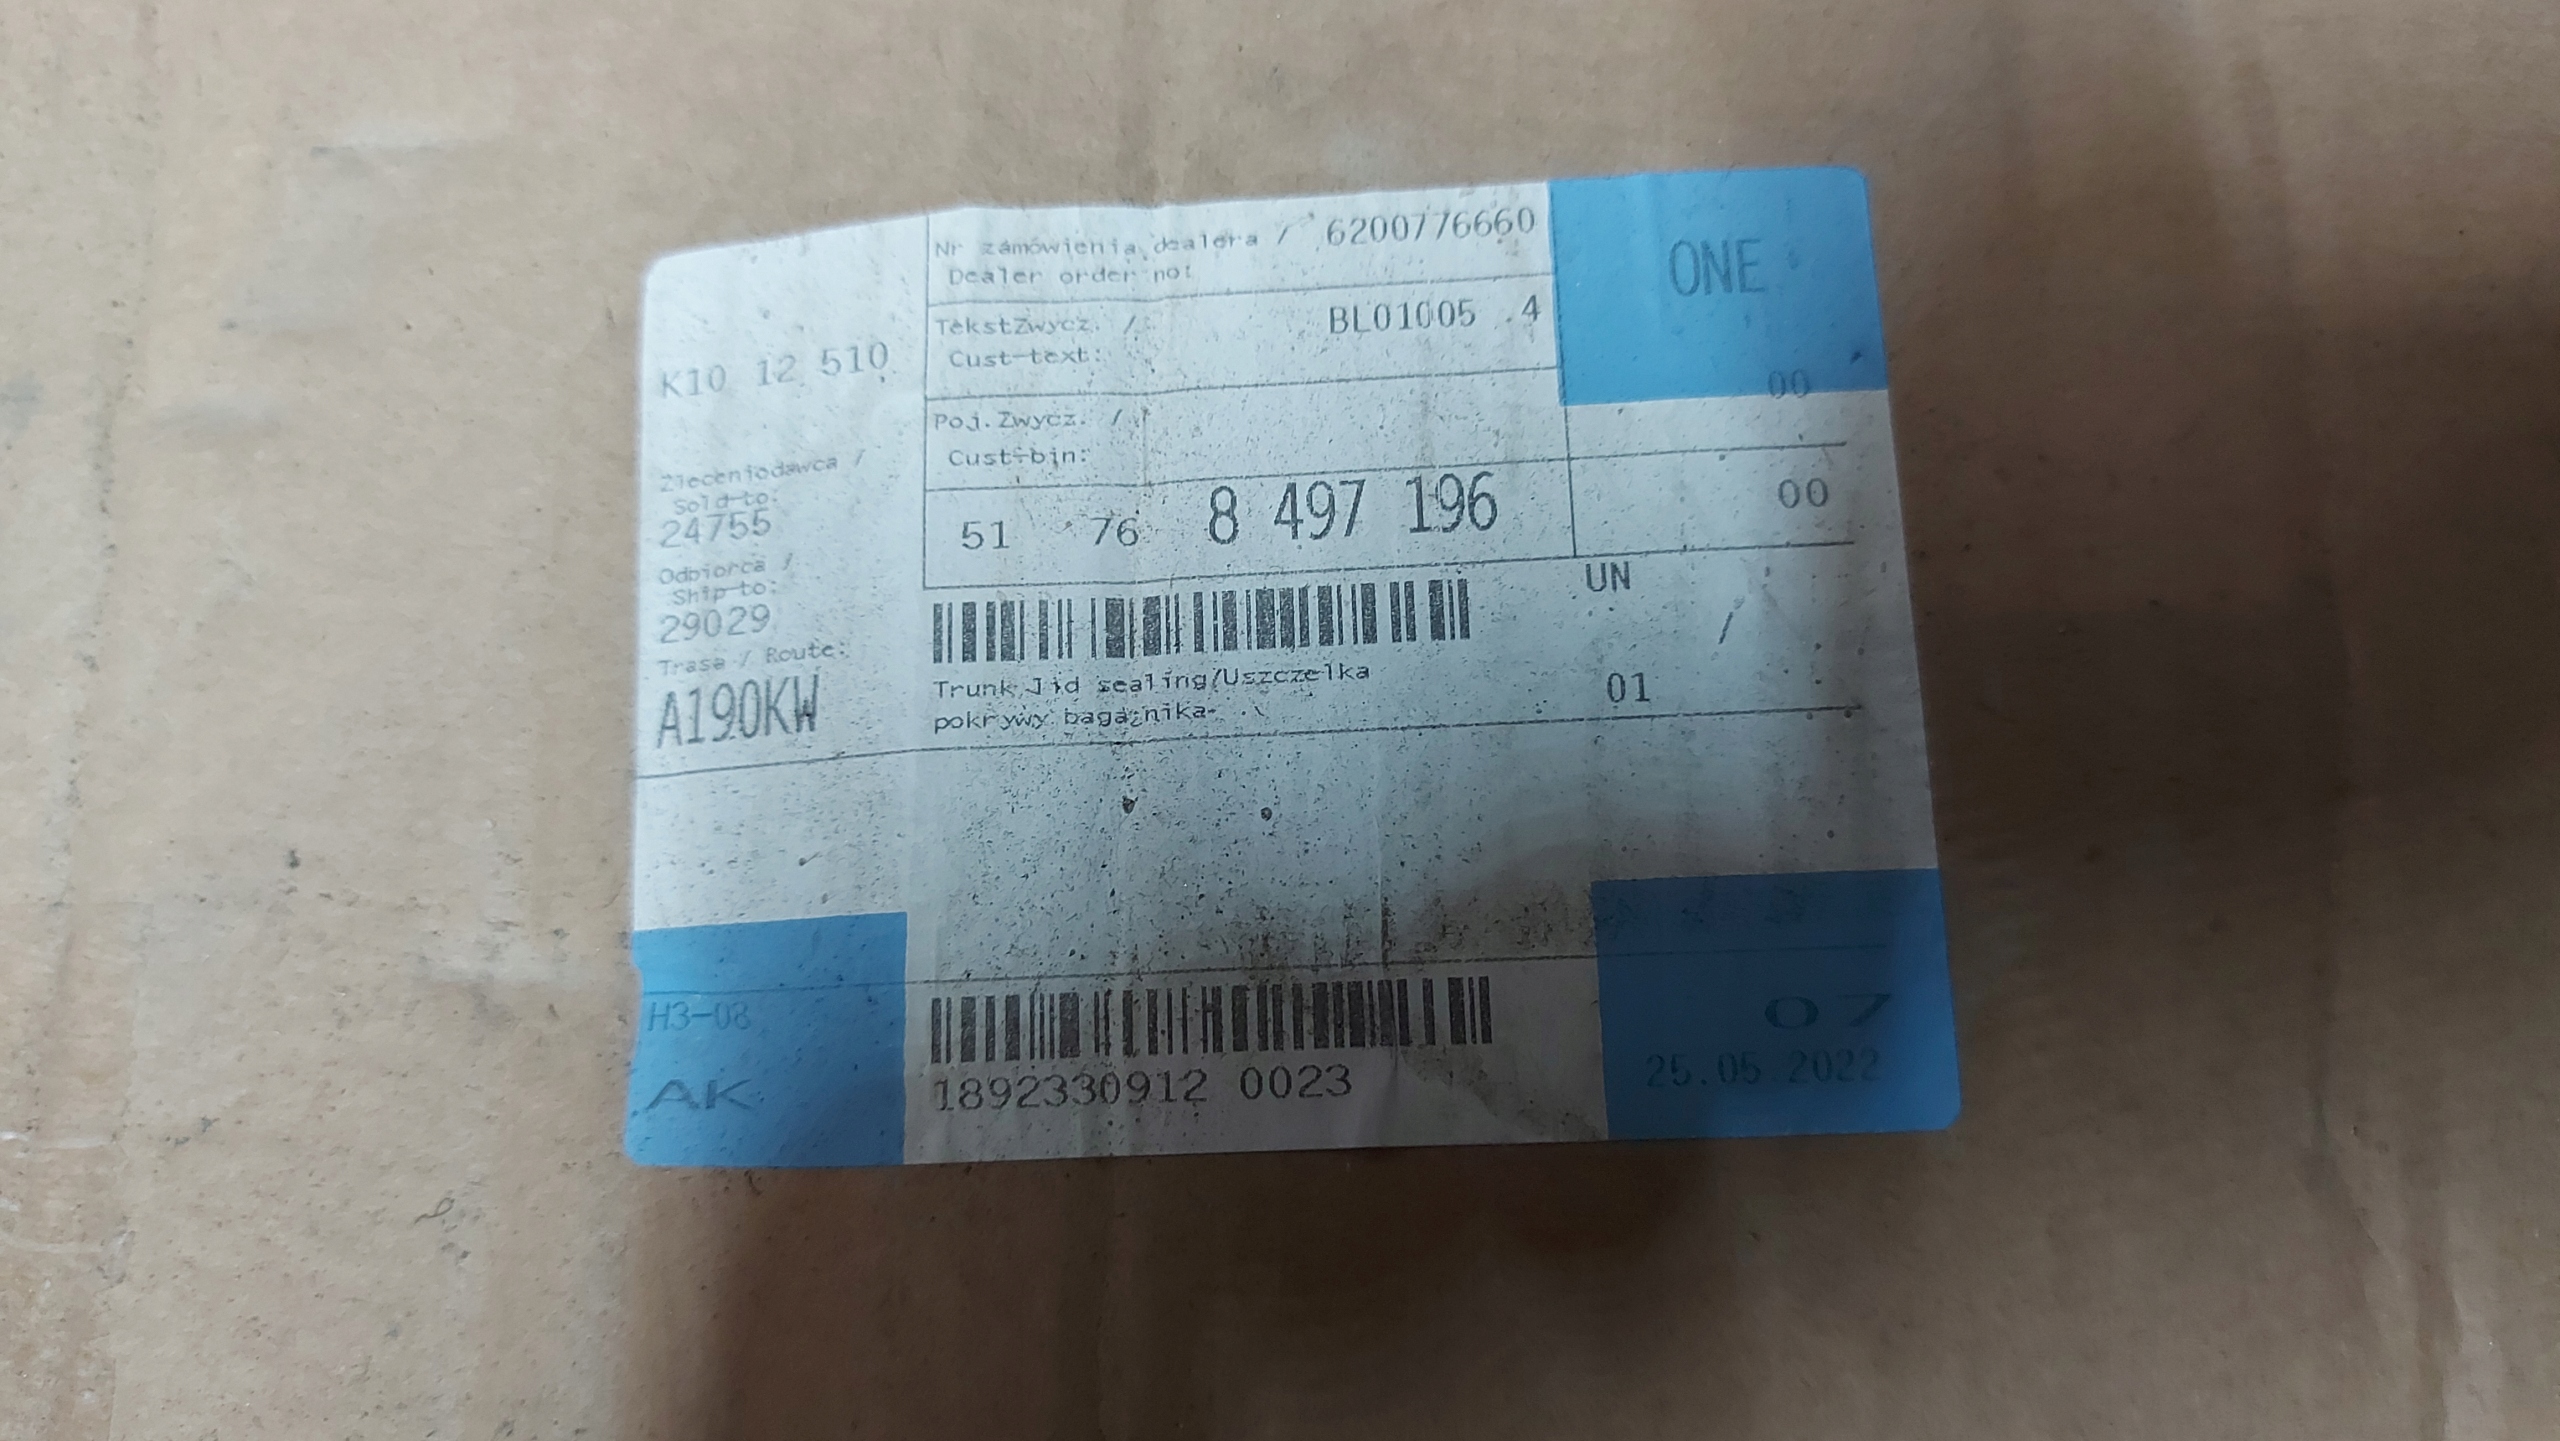 K10 12 510
Nr zamówienia dealera / 6200776660
Dealer order no:
ONE
TekstZwycz. / BL01005 .4
Cust-text:
00
Poj.Zwycz. /
Cust-bin:
Zleceniodawca /
Sold-to:
24755
51 76 8 497 196
00
Odbiorca /
Ship-to:
29029
UN
/
Trasa / Route:
A190KW
Trunk lid sealing/Uszczelka
pokrywy bagażnika
01
H3-08
AK
1892330912 0023
07
25.05.2022